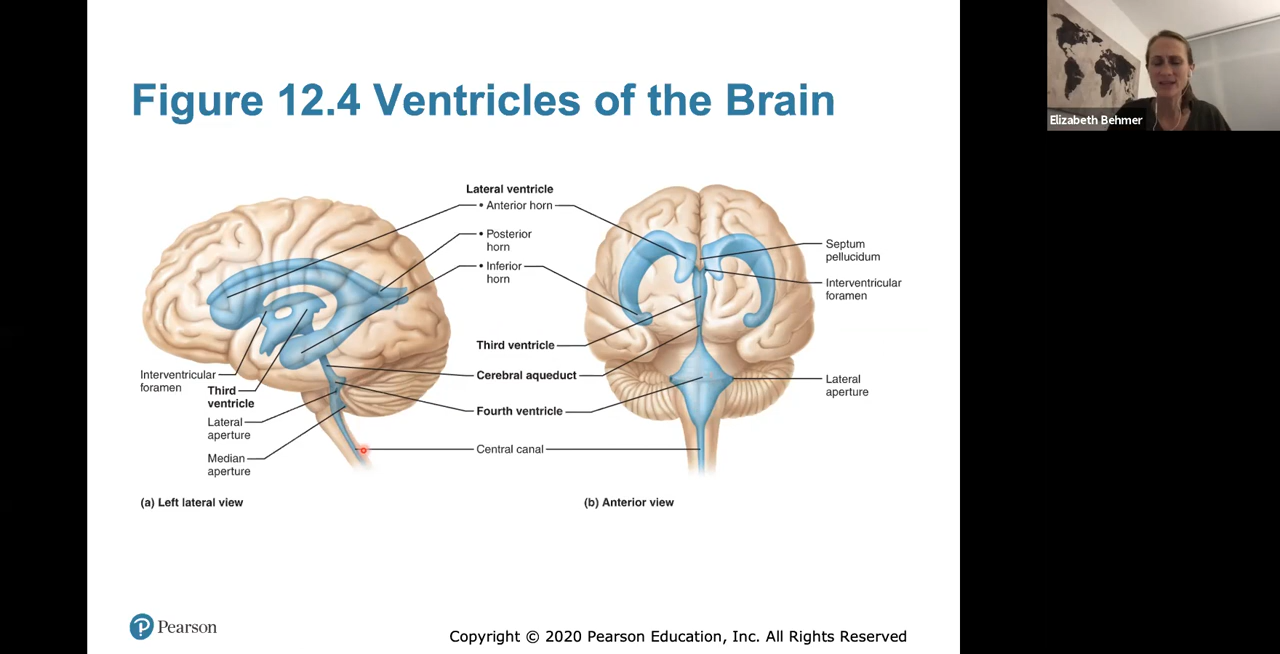 Figure 12.4 Ventricles of the Brain
Elizabeth Behmer
Lateral ventricle
• Anterior horn
• Posterior
horn
• Inferior
horn
Septum
pellucidum
Interventricular
foramen
Third ventricle
Cerebral aqueduct
Fourth ventricle
Central canal
Lateral
aperture
Interventricular
foramen
Third
ventricle
Lateral
aperture
Median
aperture
(a) Left lateral view
(b) Anterior view
Pearson
Copyright © 2020 Pearson Education, Inc. All Rights Reserved